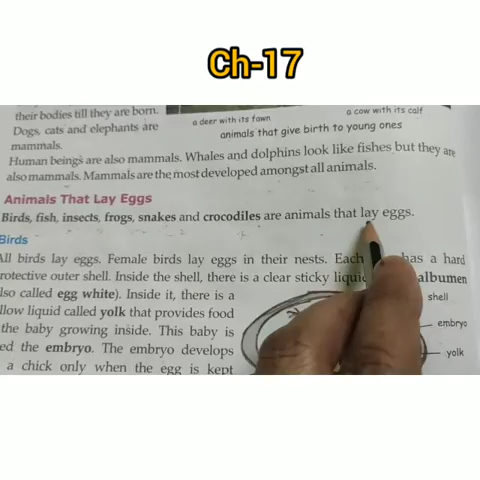 Ch-17
their bodies till they are born.
Dogs, cats and elephants are
mammals.
a deer with its fawn
a cow with its calf
animals that give birth to young ones
Human beings are also mammals. Whales and dolphins look like fishes but they are
also mammals. Mammals are the most developed amongst all animals.
Animals That Lay Eggs
Birds, fish, insects, frogs, snakes and crocodiles are animals that lay eggs.
Birds
All birds lay eggs. Female birds lay eggs in their nests. Each has a hard
rotective outer shell. Inside the shell, there is a clear sticky liquid albumen
lso called egg white). Inside it, there is a
llow liquid called yolk that provides food
the baby growing inside. This baby is
ed the embryo. The embryo develops
a chick only when the egg is kept
shell
embryo
yolk